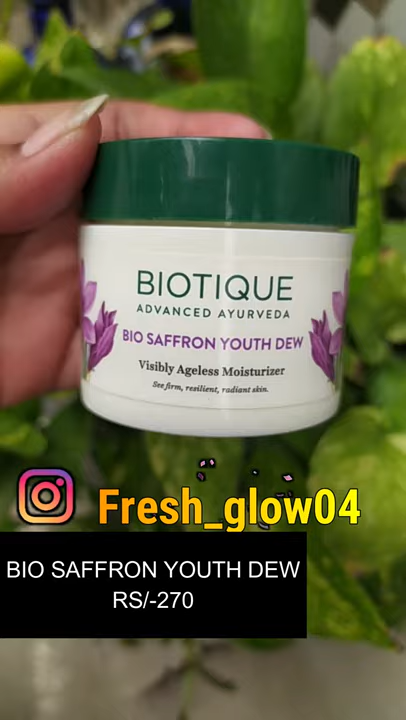 BIOTIQUE
ADVANCED AYURVEDA
BIO SAFFRON YOUTH DEW
Visibly Ageless Moisturizer
See firm, resilient, radiant skin.
Fresh_glow04
BIO SAFFRON YOUTH DEW
RS/-270